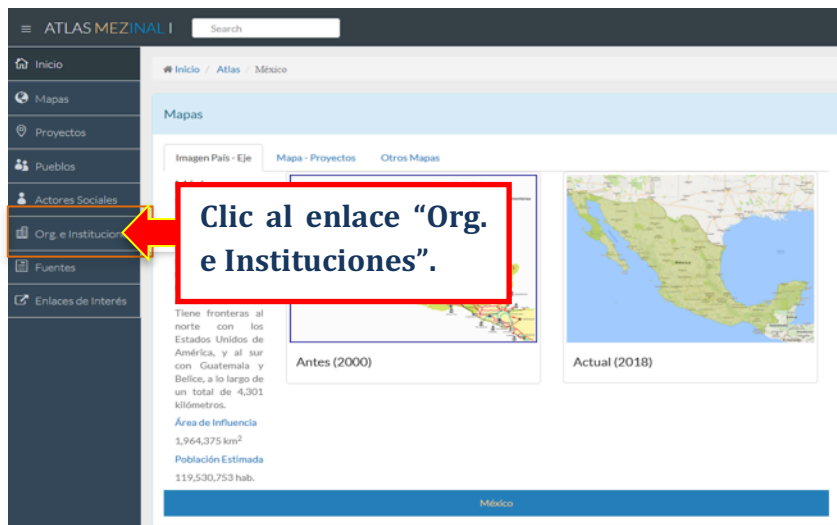 ATLAS MEZINAL I
Search
Inicio
Mapas
Proyectos
Pueblos
Actores Sociales
Org. e Institucion
Fuentes
Enlaces de Interés
Inicio / Atlas / México
Mapas
Imagen País - Eje
Mapa - Proyectos
Otros Mapas
Clic al enlace “Org.
e Instituciones”.
Tiene fronteras al
norte con los
Estados Unidos de
América, y al sur
con Guatemala y
Belice, a lo largo de
un total de 4,301
kilómetros.
Área de Influencia
1,964,375 km²
Población Estimada
119,530,753 hab.
Antes (2000)
Actual (2018)
México